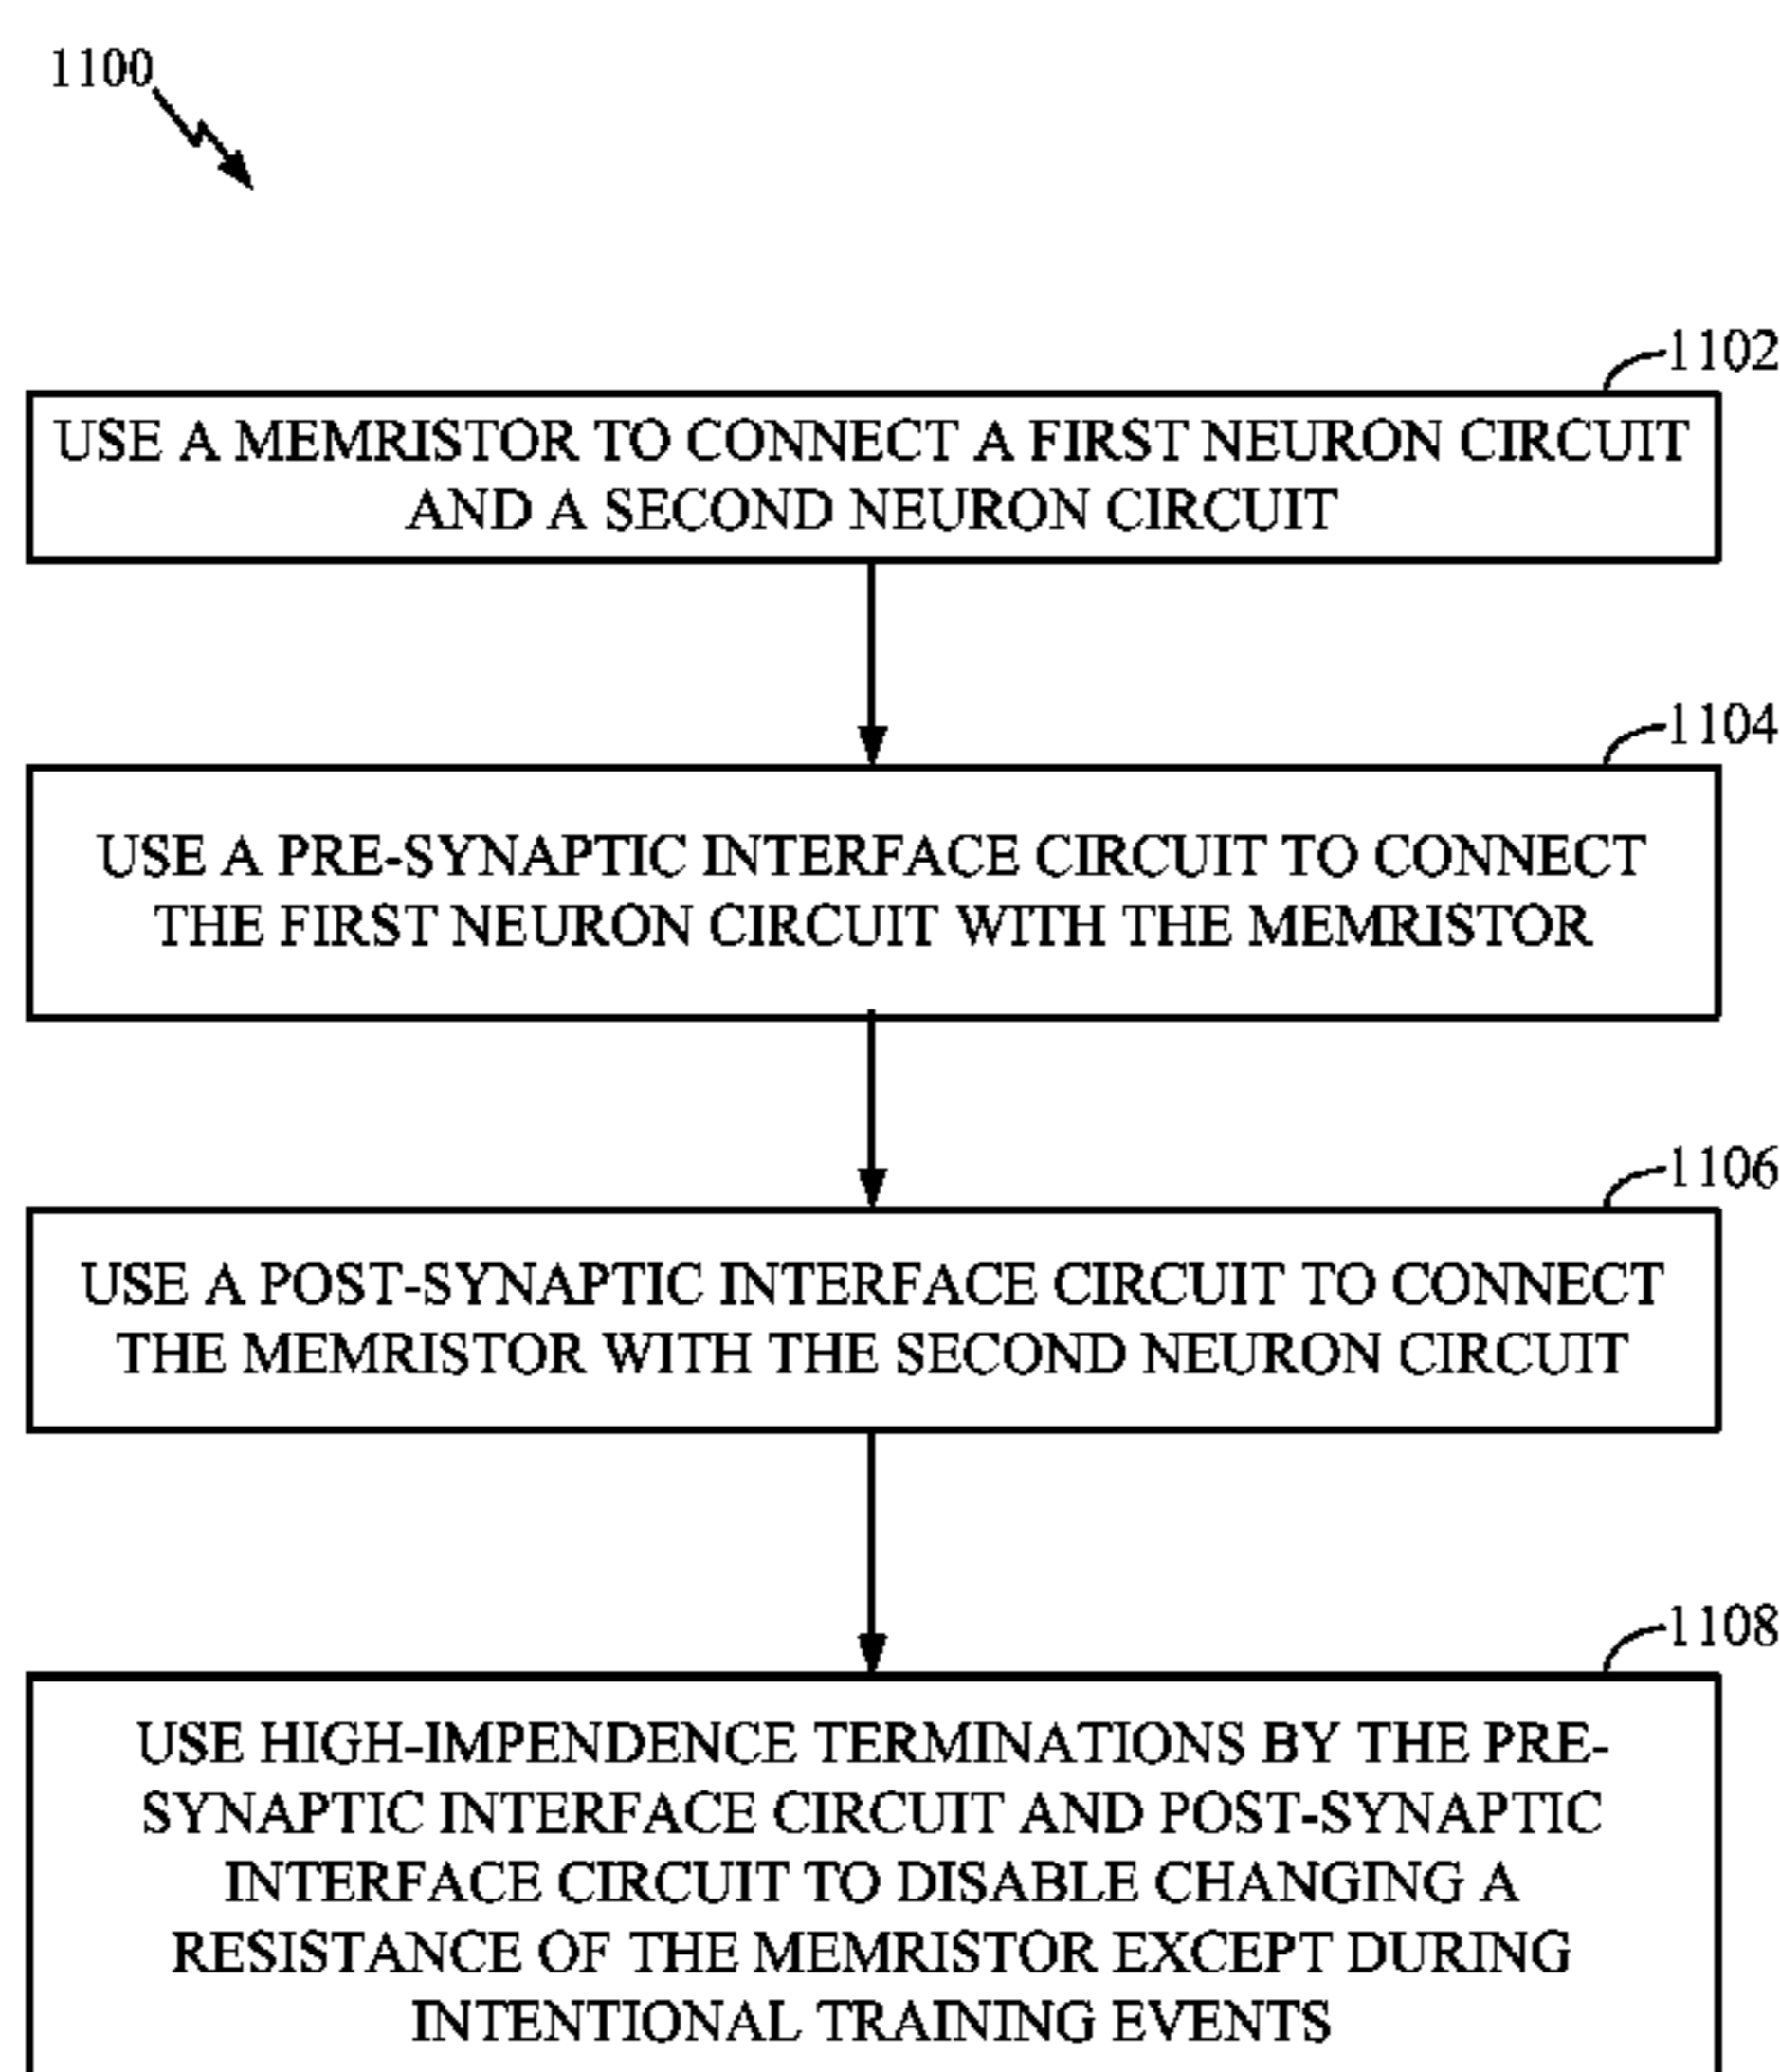 1100
1102
USE A MEMRISTOR TO CONNECT A FIRST NEURON CIRCUIT
AND A SECOND NEURON CIRCUIT
1104
USE A PRE-SYNAPTIC INTERFACE CIRCUIT TO CONNECT
THE FIRST NEURON CIRCUIT WITH THE MEMRISTOR
1106
USE A POST-SYNAPTIC INTERFACE CIRCUIT TO CONNECT
THE MEMRISTOR WITH THE SECOND NEURON CIRCUIT
1108
USE HIGH-IMPENDENCE TERMINATIONS BY THE PRE-
SYNAPTIC INTERFACE CIRCUIT AND POST-SYNAPTIC
INTERFACE CIRCUIT TO DISABLE CHANGING A
RESISTANCE OF THE MEMRISTOR EXCEPT DURING
INTENTIONAL TRAINING EVENTS